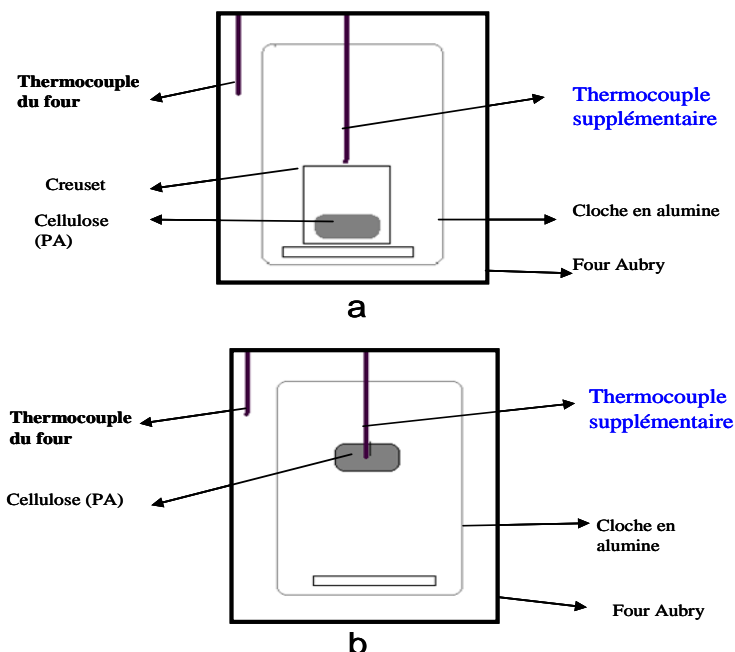 Thermocouple
du four
Thermocouple
supplémentaire
Creuset
Cellulose
(PA)
Cloche en alumine
Four Aubry
a
Thermocouple
du four
Thermocouple
supplémentaire
Cellulose (PA)
Cloche en
alumine
Four Aubry
b